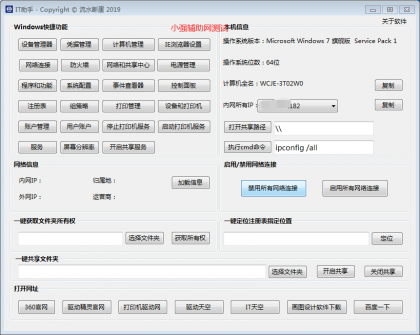 IT助手 - Copyright © 流水断崖 2019
小强辅助网测试
关于软件
Windows快捷功能
设备管理器 凭据管理 计算机管理 IE浏览器设置
网络连接 防火墙 网络和共享中心 电源管理
程序和功能 系统配置 事件查看器 控制面板
注册表 组策略 打印管理 设备和打印机
账户管理 用户账户 停止打印机服务 启动打印机服务
服务 屏幕分辨率 开启共享服务
本机信息
操作系统版本：Microsoft Windows 7 旗舰版 Service Pack 1
操作系统位数：64位
计算机全名：WCJE-3T02W0 复制
内网所有IP： .182 复制
打开共享路径 \\
执行cmd命令 ipconfig /all
网络信息
内网IP： 归属地：
外网IP： 运营商：
加载信息
启用/禁用网络连接
禁用所有网络连接 启用所有网络连接
一键获取文件夹所有权
选择文件夹 获取所有权
一键定位注册表指定位置
定位
一键共享文件夹
选择文件夹 开启共享 关闭共享
打开网址
360官网 驱动精灵官网 打印机驱动网 驱动天空 IT天空 画图设计软件下载 百度一下